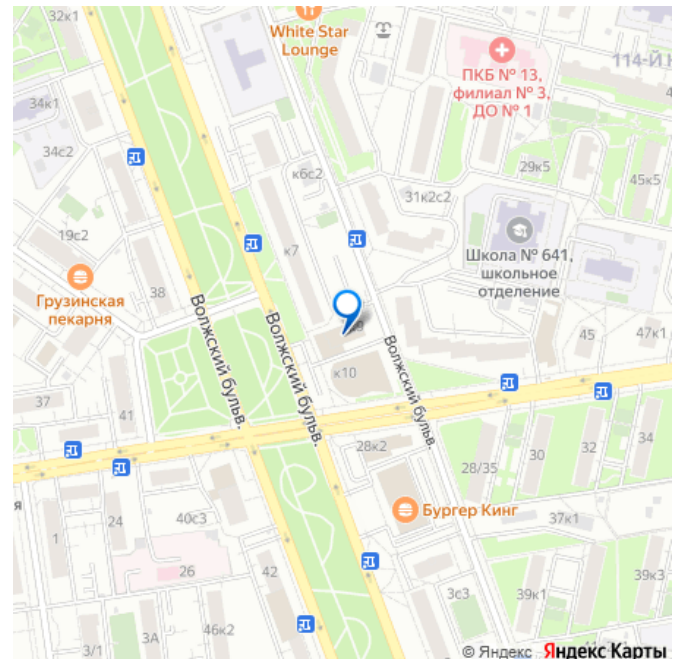 32к1
White Star
Lounge
ПКБ № 13,
филиал № 3,
ДО № 1
114-Й
34к1
34с2
к6с2
29к5
45к5
31к2с2
19с2
к7
Школа № 641,
школьное
отделение
Грузинская
пекарня
38
Волжский бульв.
Волжский бульв.
Волжский бульв.
45
47к1
к10
37
41
28к2
28/35
30
32
34
Бургер Кинг
24
40с3
37к1
1
26
42
3с3
39к1
39к3
3А
46к2
3/1
© Яндекс Яндекс Карты